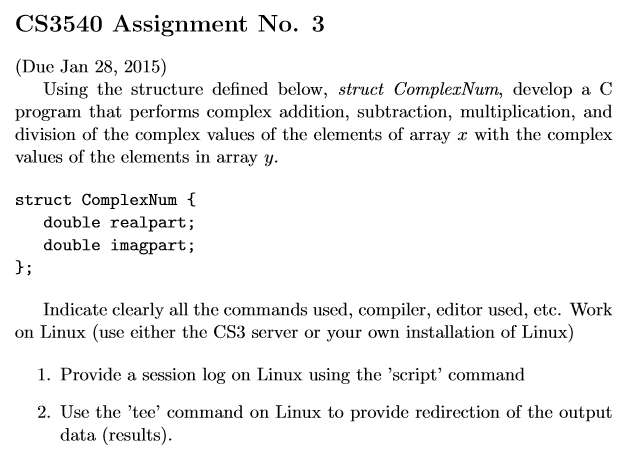 CS3540 Assignment No. 3
(Due Jan 28, 2015)
Using the structure defined below, struct ComplexNum, develop a C
program that performs complex addition, subtraction, multiplication, and
division of the complex values of the elements of array x with the complex
values of the elements in array y.
struct ComplexNum {
double realpart;
double imagpart;
};
Indicate clearly all the commands used, compiler, editor used, etc. Work
on Linux (use either the CS3 server or your own installation of Linux)
1. Provide a session log on Linux using the 'script' command
2. Use the 'tee' command on Linux to provide redirection of the output
data (results).